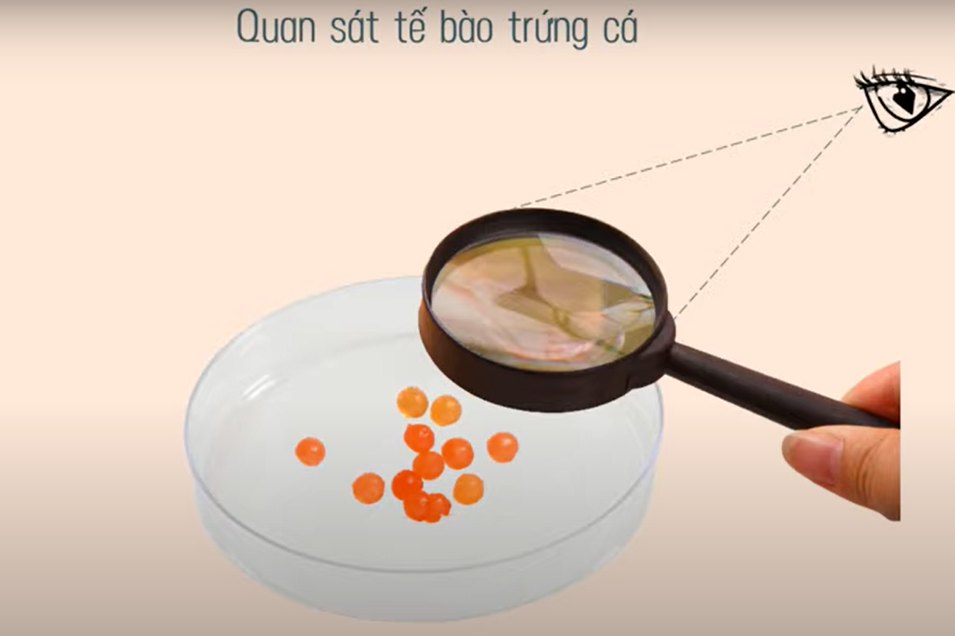 Quan sát tế bào trứng cá